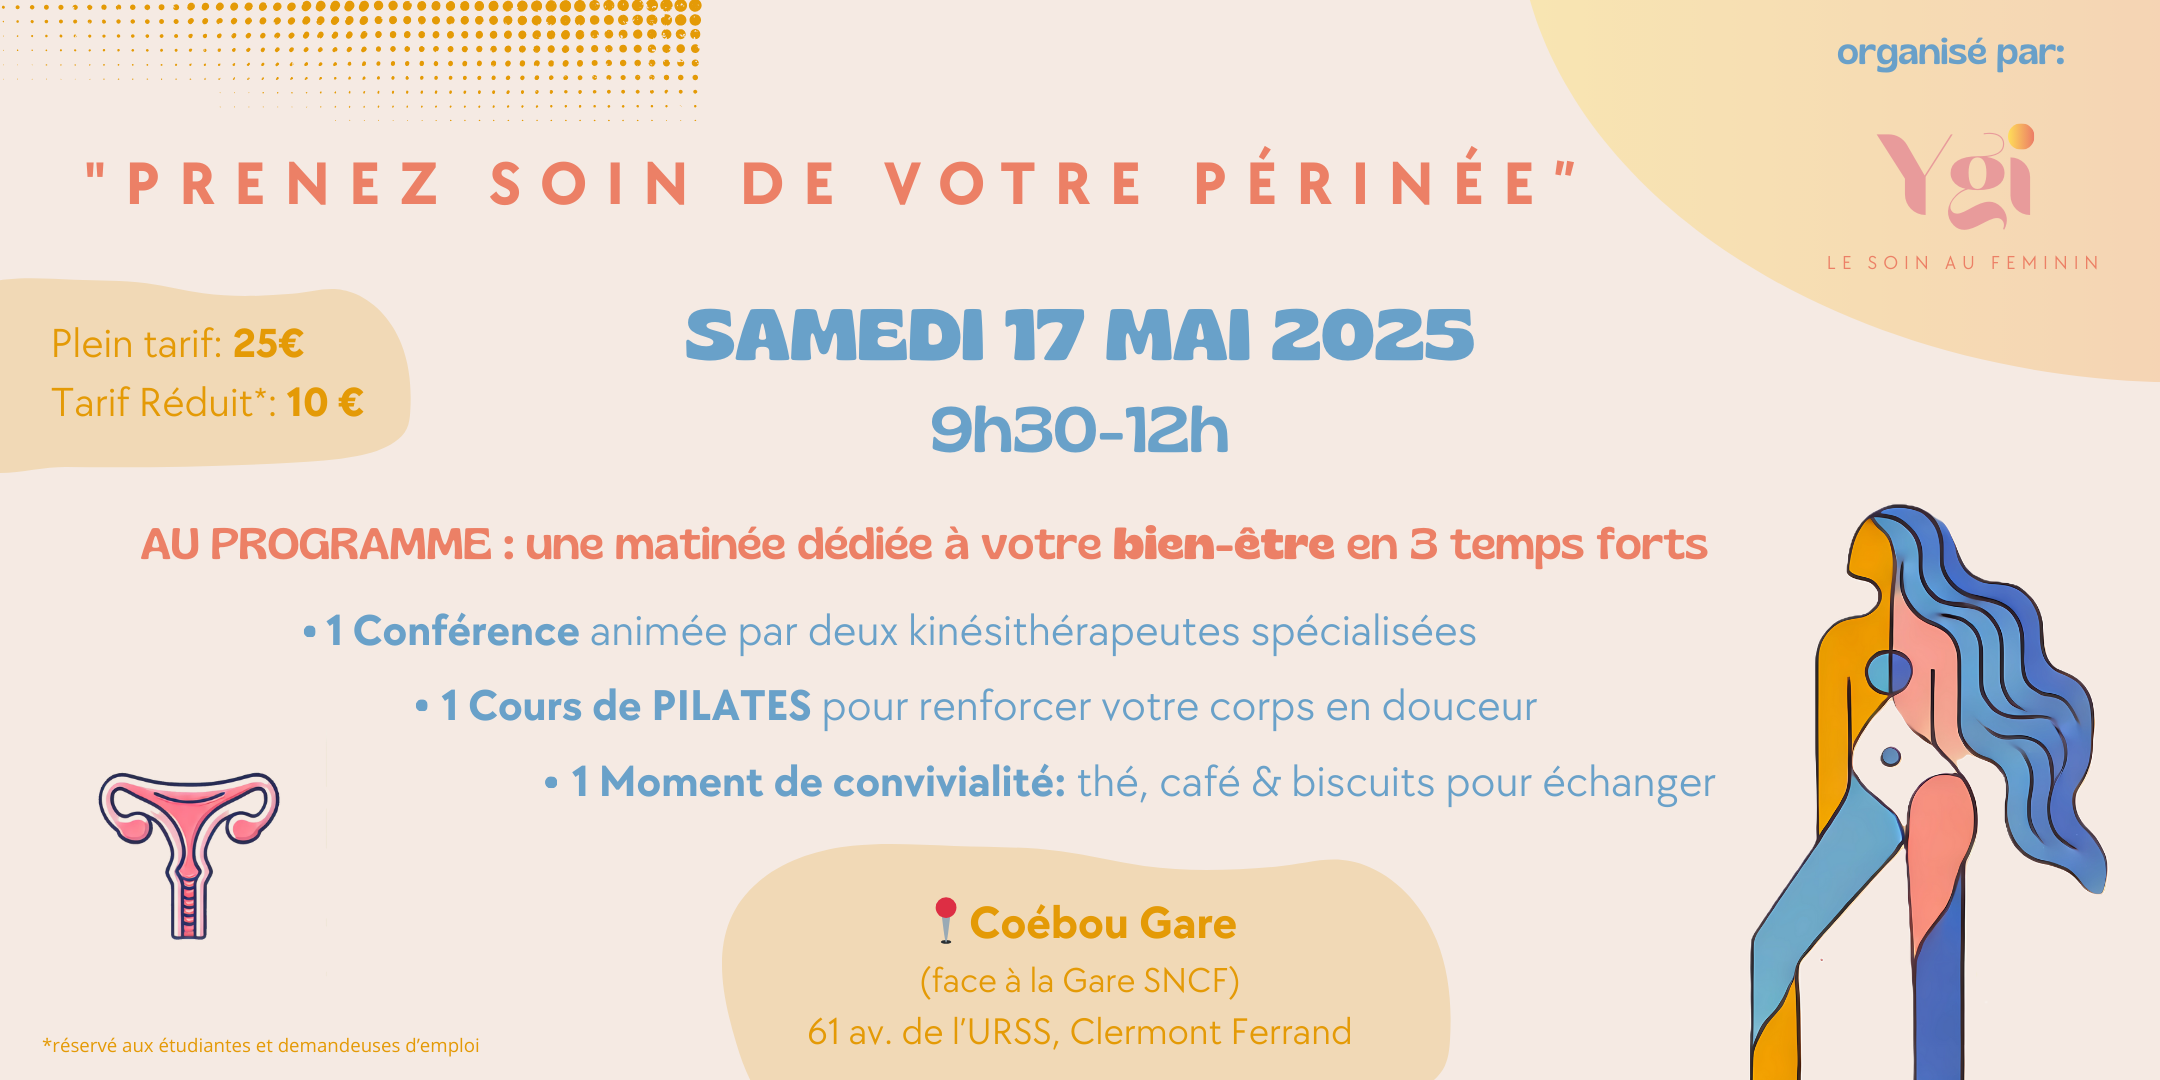 organisé par:
Ygi
LE SOIN AU FEMININ
"PRENEZ SOIN DE VOTRE PÉRINÉE"
Plein tarif: 25€
Tarif Réduit*: 10 €
SAMEDI 17 MAI 2025
9h30-12h
AU PROGRAMME : une matinée dédiée à votre bien-être en 3 temps forts
• 1 Conférence animée par deux kinésithérapeutes spécialisées
• 1 Cours de PILATES pour renforcer votre corps en douceur
• 1 Moment de convivialité: thé, café & biscuits pour échanger
📍Coébou Gare
(face à la Gare SNCF)
61 av. de l'URSS, Clermont Ferrand
*réservé aux étudiantes et demandeuses d'emploi